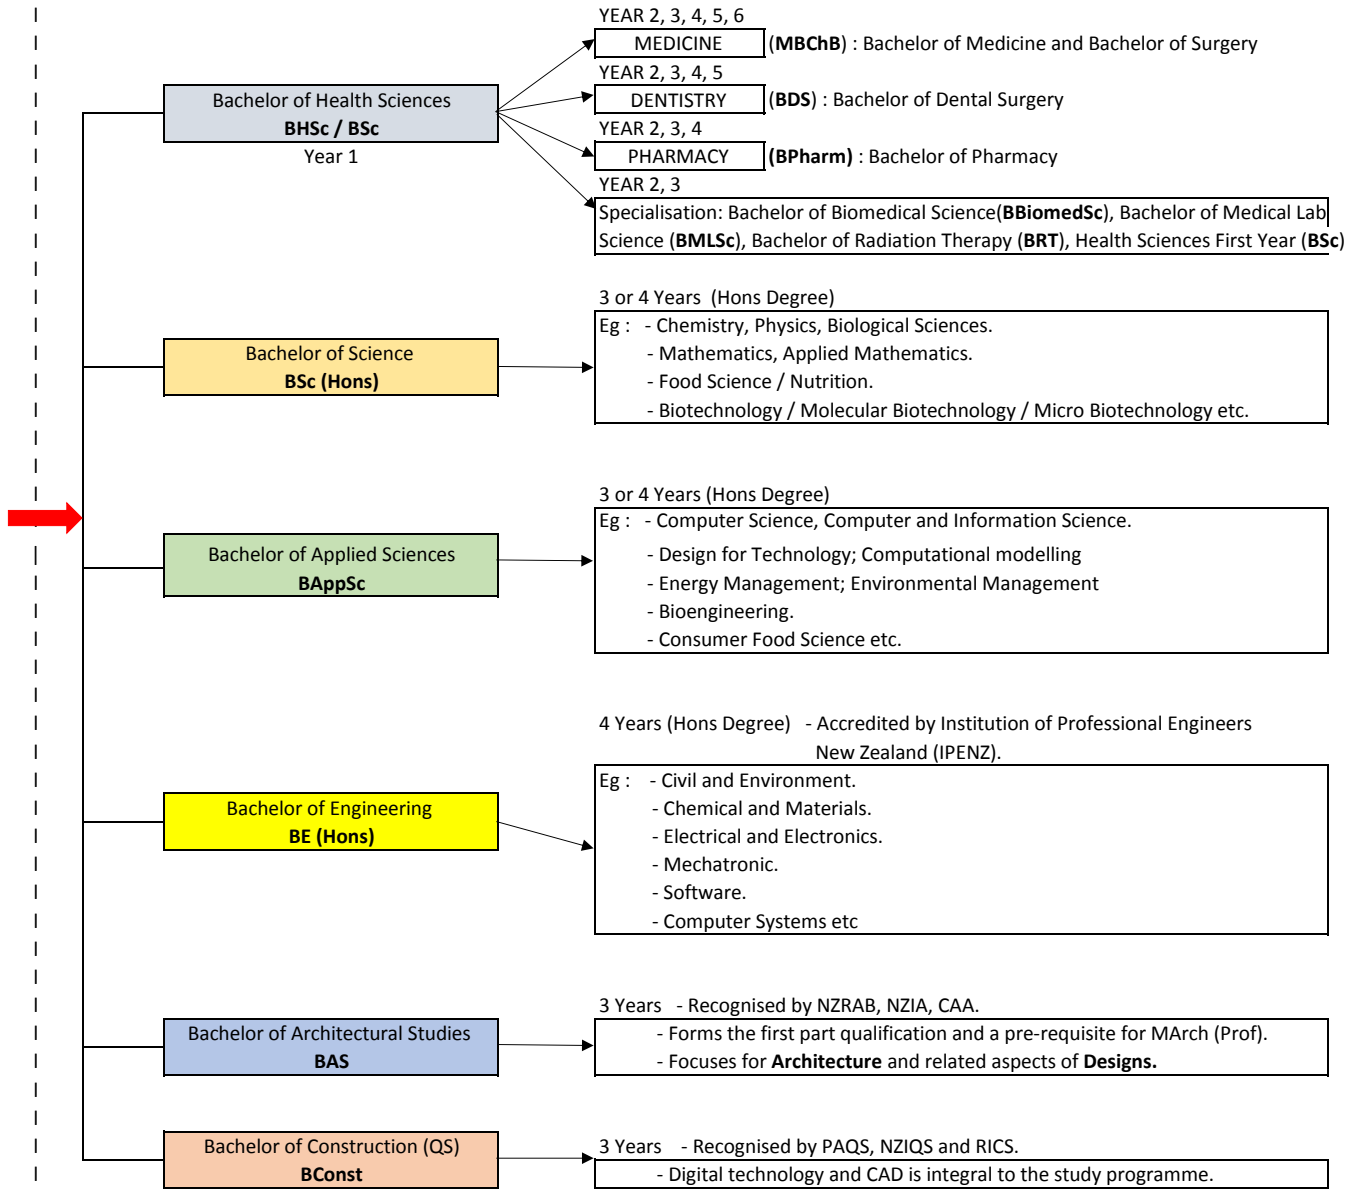 YEAR 2, 3, 4, 5, 6
MEDICINE (MBChB) : Bachelor of Medicine and Bachelor of Surgery
YEAR 2, 3, 4, 5
Bachelor of Health Sciences
BHSc / BSc
Year 1
DENTISTRY (BDS) : Bachelor of Dental Surgery
YEAR 2, 3, 4
PHARMACY (BPharm) : Bachelor of Pharmacy
YEAR 2, 3
Specialisation: Bachelor of Biomedical Science(BBiomedSc), Bachelor of Medical Lab
Science (BMLSc), Bachelor of Radiation Therapy (BRT), Health Sciences First Year (BSc)
Bachelor of Science
BSc (Hons)
3 or 4 Years (Hons Degree)
Eg : - Chemistry, Physics, Biological Sciences.
- Mathematics, Applied Mathematics.
- Food Science / Nutrition.
- Biotechnology / Molecular Biotechnology / Micro Biotechnology etc.
Bachelor of Applied Sciences
BAppSc
3 or 4 Years (Hons Degree)
Eg : - Computer Science, Computer and Information Science.
- Design for Technology; Computational modelling
- Energy Management; Environmental Management
- Bioengineering.
- Consumer Food Science etc.
Bachelor of Engineering
BE (Hons)
4 Years (Hons Degree) - Accredited by Institution of Professional Engineers
New Zealand (IPENZ).
Eg : - Civil and Environment.
- Chemical and Materials.
- Electrical and Electronics.
- Mechatronic.
- Software.
- Computer Systems etc
Bachelor of Architectural Studies
BAS
3 Years - Recognised by NZRAB, NZIA, CAA.
- Forms the first part qualification and a pre-requisite for MArch (Prof).
- Focuses for Architecture and related aspects of Designs.
Bachelor of Construction (QS)
BConst
3 Years - Recognised by PAQS, NZIQS and RICS.
- Digital technology and CAD is integral to the study programme.